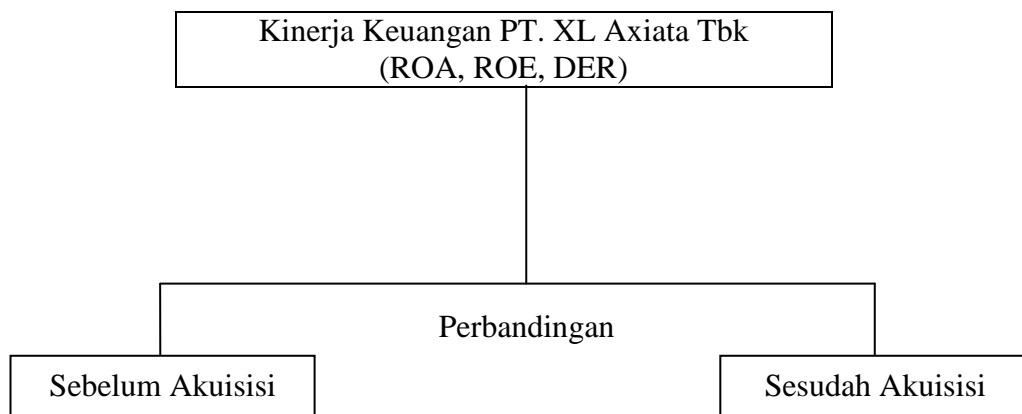 Kinerja Keuangan PT. XL Axiata Tbk
(ROA, ROE, DER)
Perbandingan
Sebelum Akuisisi
Sesudah Akuisisi